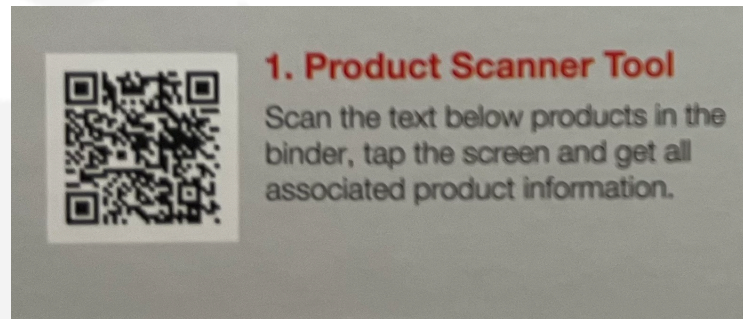 1. Product Scanner Tool
Scan the text below products in the
binder, tap the screen and get all
associated product information.